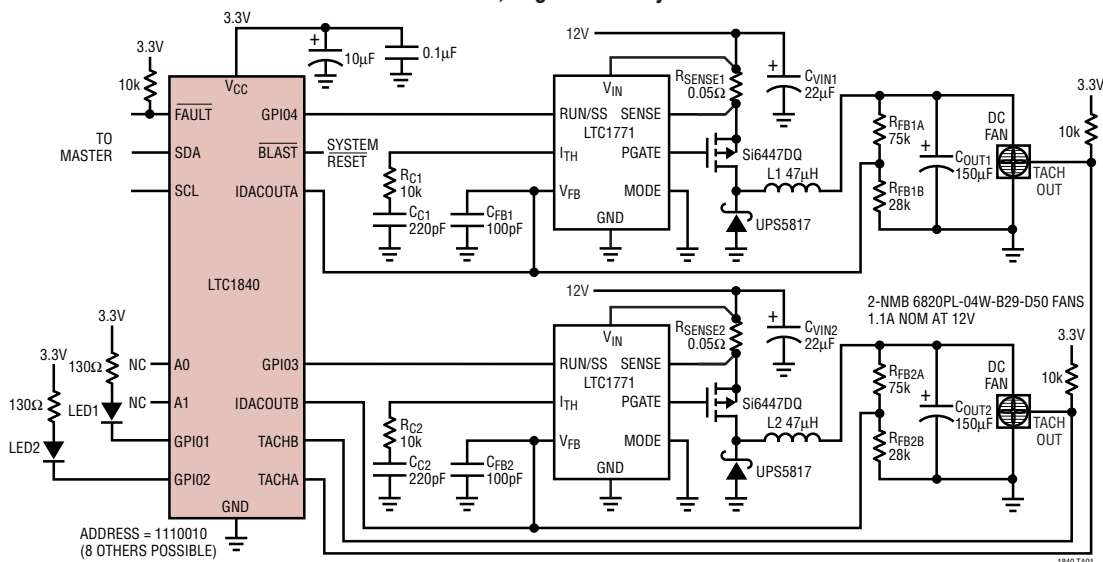 3.3V
3.3V
10k
10µF
0.1µF
VCC
FAULT
TO
MASTER
SDA
SCL
GPIO4
BLAST
SYSTEM
RESET
IDACOUTA
LTC1840
3.3V
3.3V
130Ω
130Ω
LED1
LED2
NC
A0
NC
A1
GPIO1
GPIO2
GPIO3
IDACOUTB
TACHB
TACHA
GND
ADDRESS = 1110010
(8 OTHERS POSSIBLE)
12V
RSENSE1
0.05Ω
CVIN1
22µF
VIN
RUN/SS
SENSE
LTC1771
ITH
PGATE
VFB
MODE
GND
RC1
10k
CC1
220pF
CFB1
100pF
Si6447DQ
L1 47µH
UPS5817
RFB1A
75k
RFB1B
28k
COUT1
150µF
DC
FAN
TACH
OUT
3.3V
10k
12V
RSENSE2
0.05Ω
CVIN2
22µF
2-NMB 6820PL-04W-B29-D50 FANS
1.1A NOM AT 12V
VIN
RUN/SS
SENSE
LTC1771
ITH
PGATE
VFB
MODE
GND
RC2
10k
CC2
220pF
CFB2
100pF
Si6447DQ
L2 47µH
UPS5817
RFB2A
75k
RFB2B
28k
COUT2
150µF
DC
FAN
TACH
OUT
3.3V
10k
1840 TA01